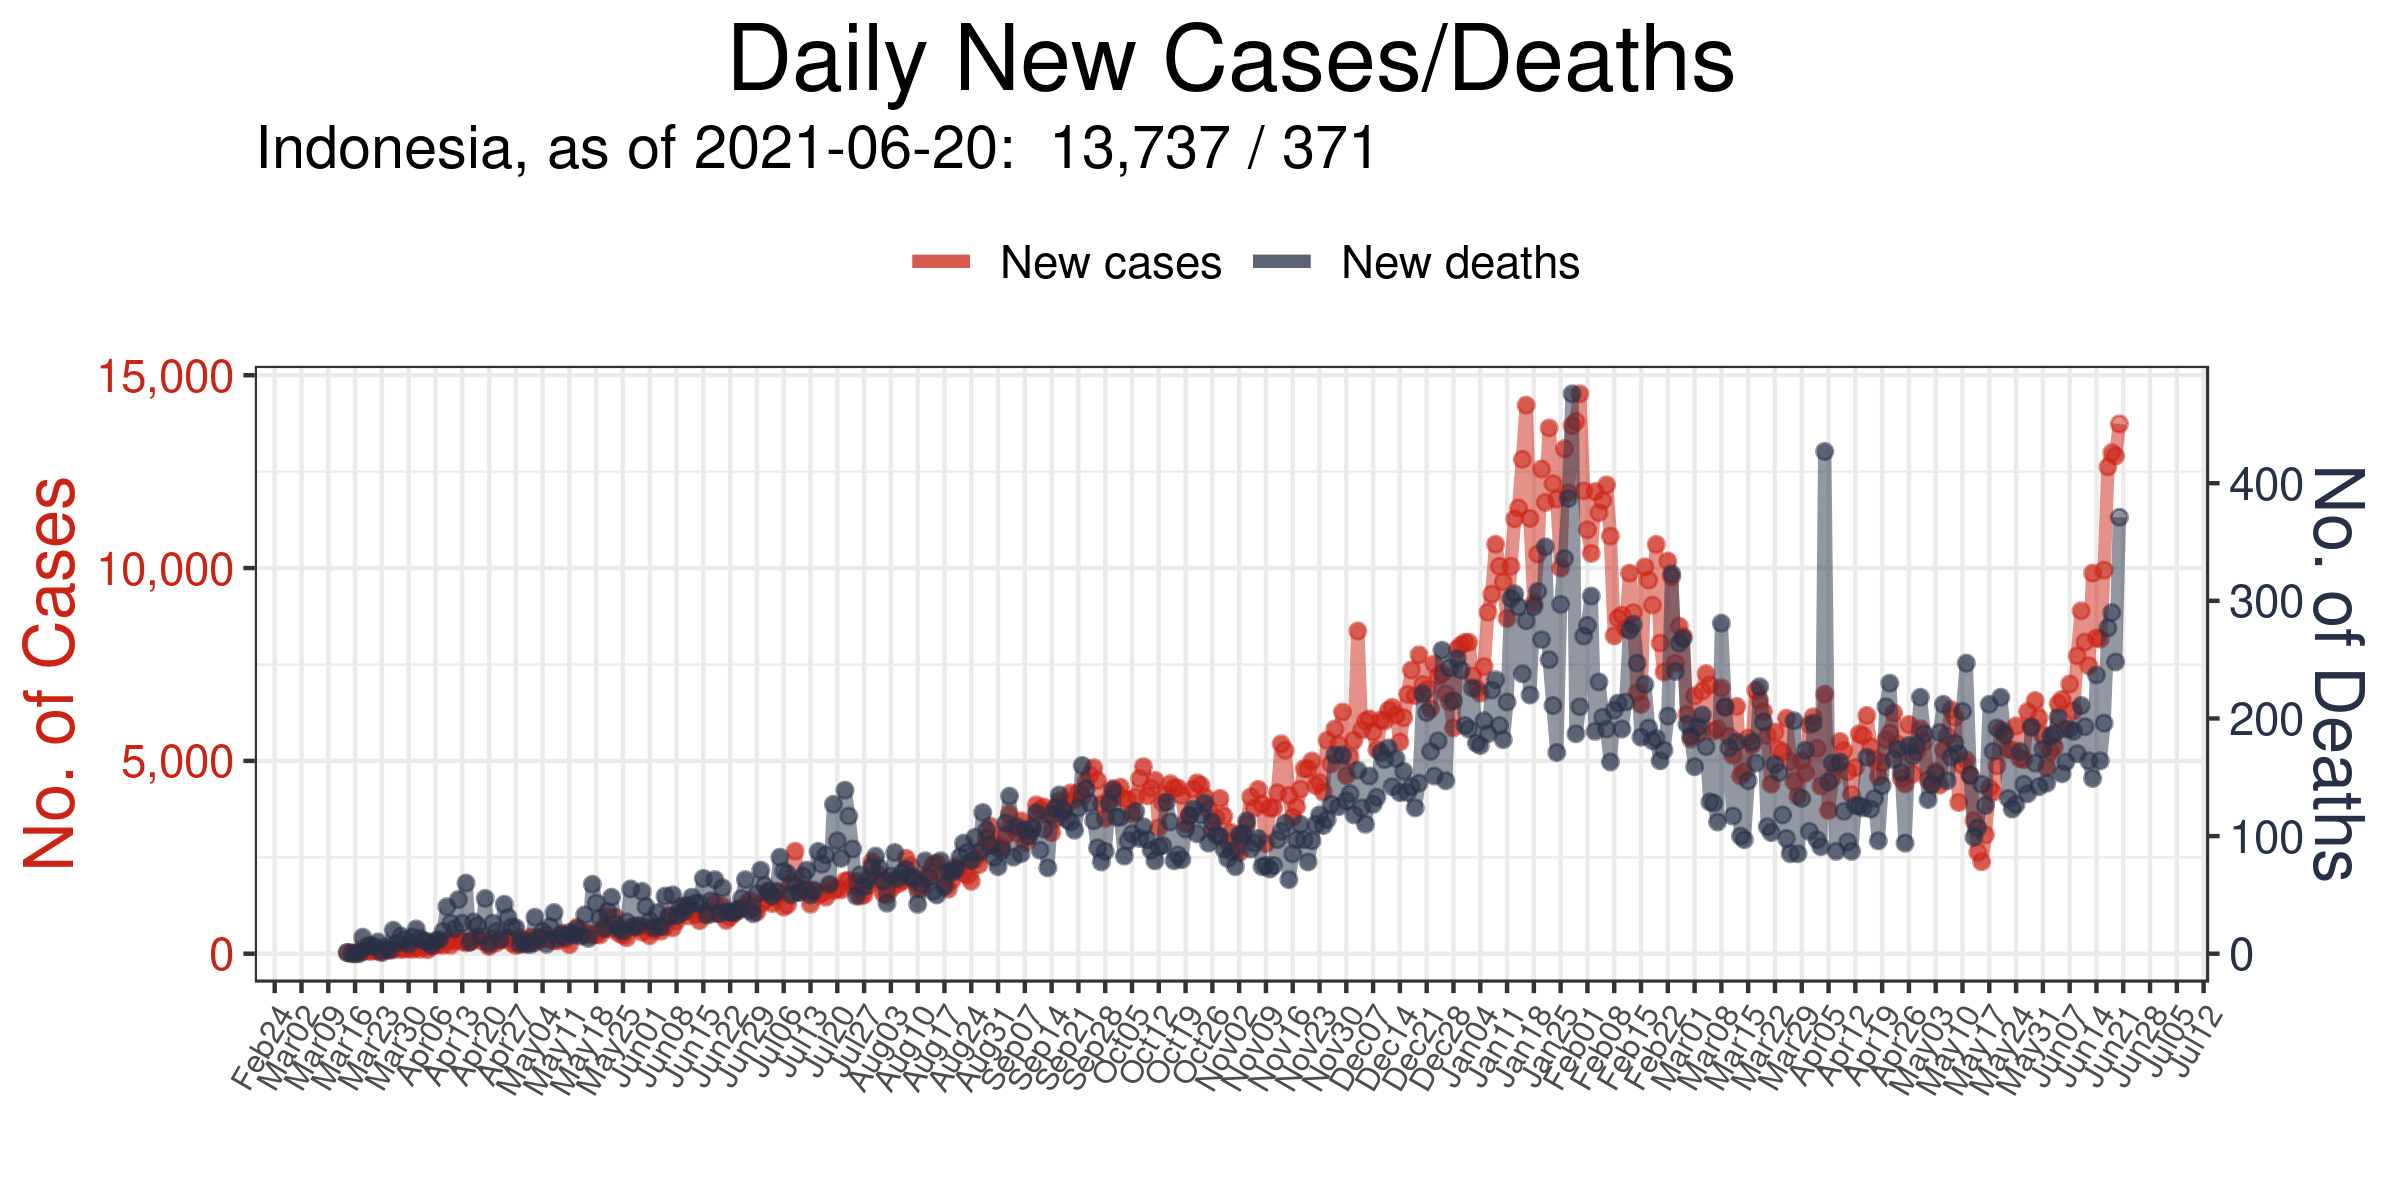 Daily New Cases/Deaths
Indonesia, as of 2021-06-20:  13,737 / 371
New cases
New deaths
No. of Cases
15,000
10,000
5,000
0
No. of Deaths
400
300
200
100
0
Feb24
Mar02
Mar09
Mar16
Mar23
Mar30
Apr06
Apr13
Apr20
Apr27
May04
May11
May18
May25
Jun01
Jun08
Jun15
Jun22
Jun29
Jul06
Jul13
Jul20
Jul27
Aug03
Aug10
Aug17
Aug24
Aug31
Sep07
Sep14
Sep21
Sep28
Oct05
Oct12
Oct19
Oct26
Nov02
Nov09
Nov16
Nov23
Nov30
Dec07
Dec14
Dec21
Dec28
Jan04
Jan11
Jan18
Jan25
Feb01
Feb08
Feb15
Feb22
Mar01
Mar08
Mar15
Mar22
Mar29
Apr05
Apr12
Apr19
Apr26
May03
May10
May17
May24
May31
Jun07
Jun14
Jun21
Jun28
Jul05
Jul12